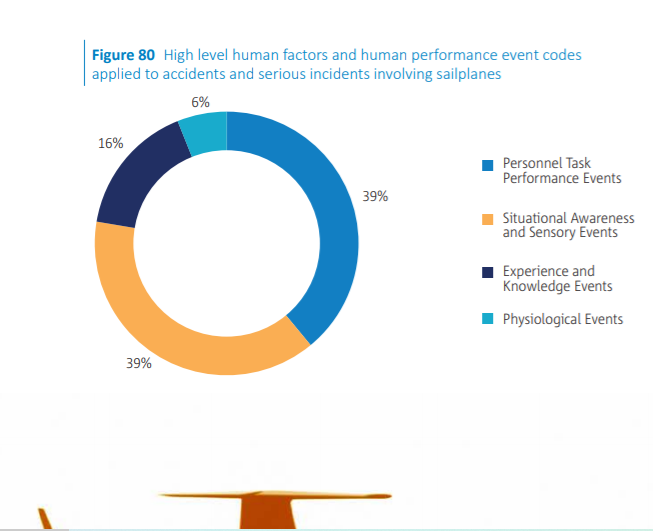 Figure 80 High level human factors and human performance event codes
applied to accidents and serious incidents involving sailplanes
6%
16%
39%
39%
Personnel Task
Performance Events
Situational Awareness
and Sensory Events
Experience and
Knowledge Events
Physiological Events